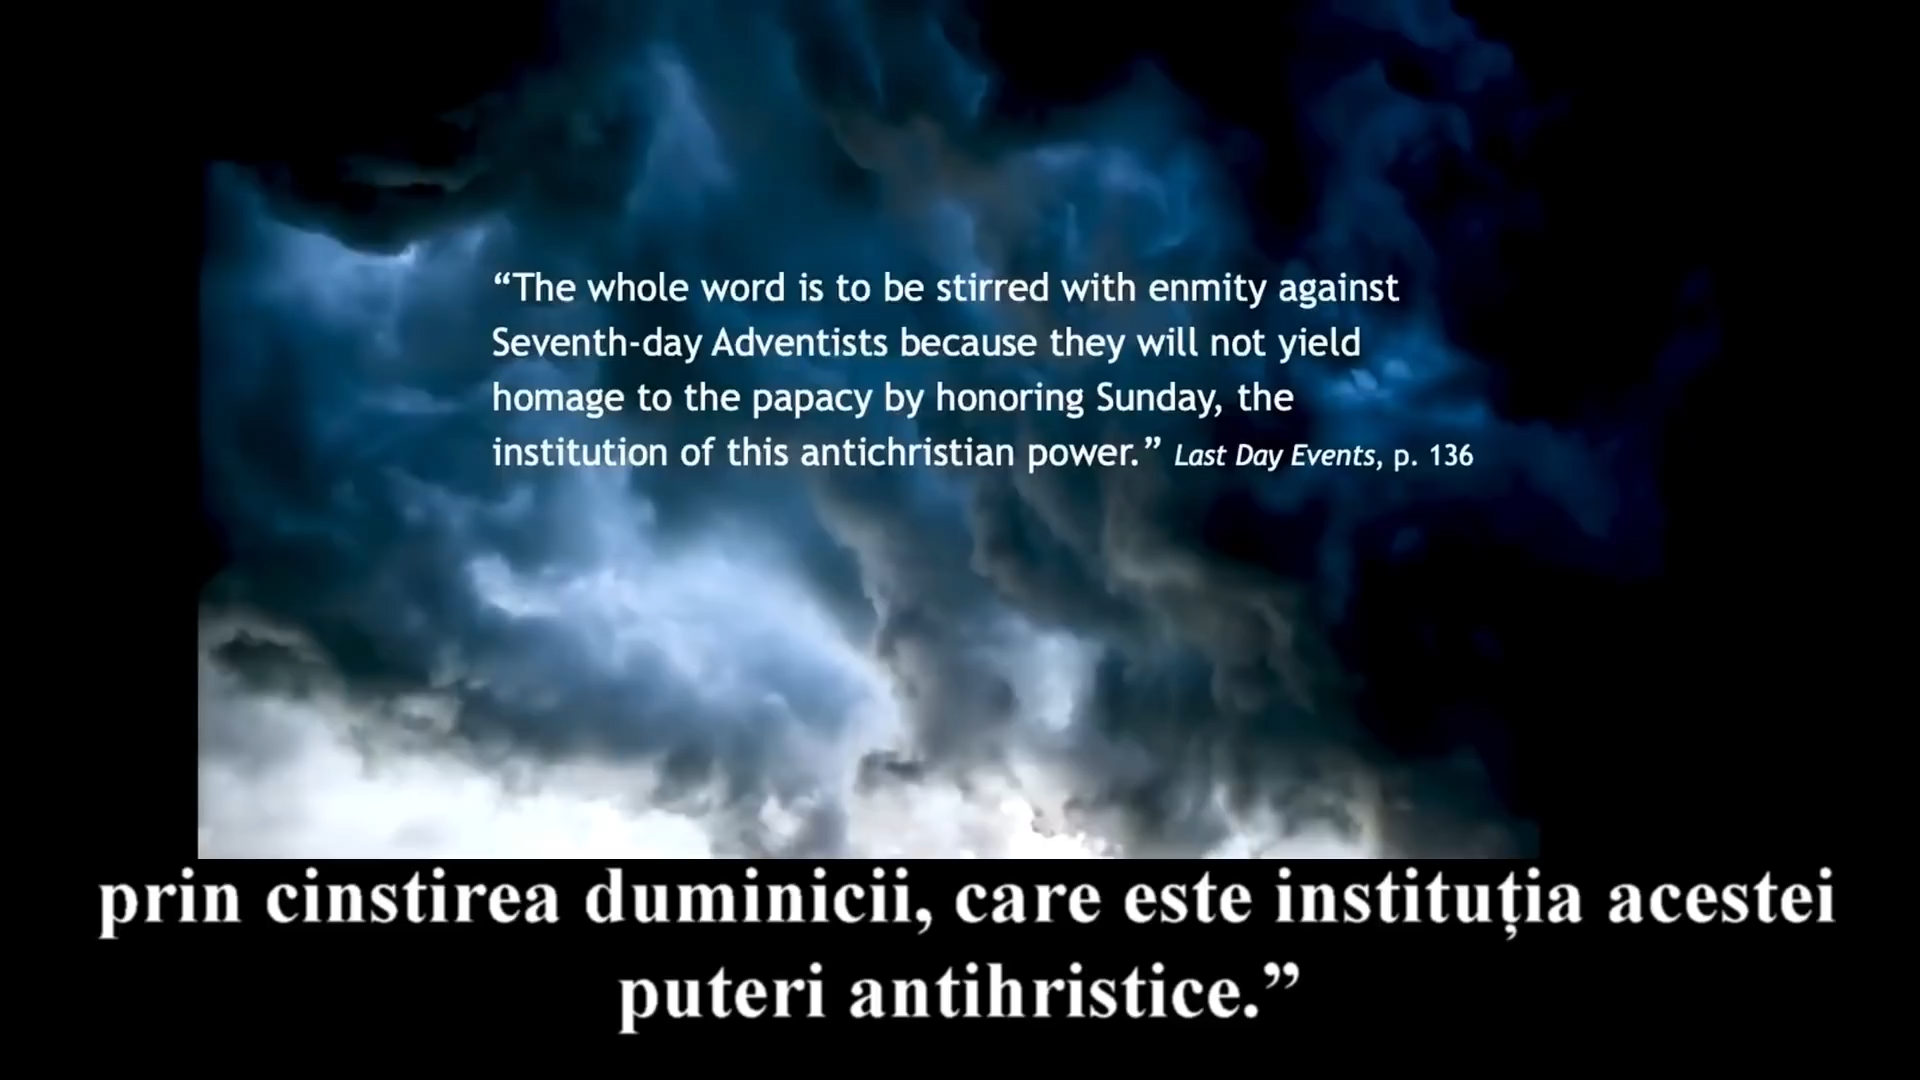 “The whole word is to be stirred with enmity against
Seventh-day Adventists because they will not yield
homage to the papacy by honoring Sunday, the
institution of this antichristian power.” Last Day Events, p. 136
prin cinstirea duminicii, care este instituția acestei
puteri antihristice.”